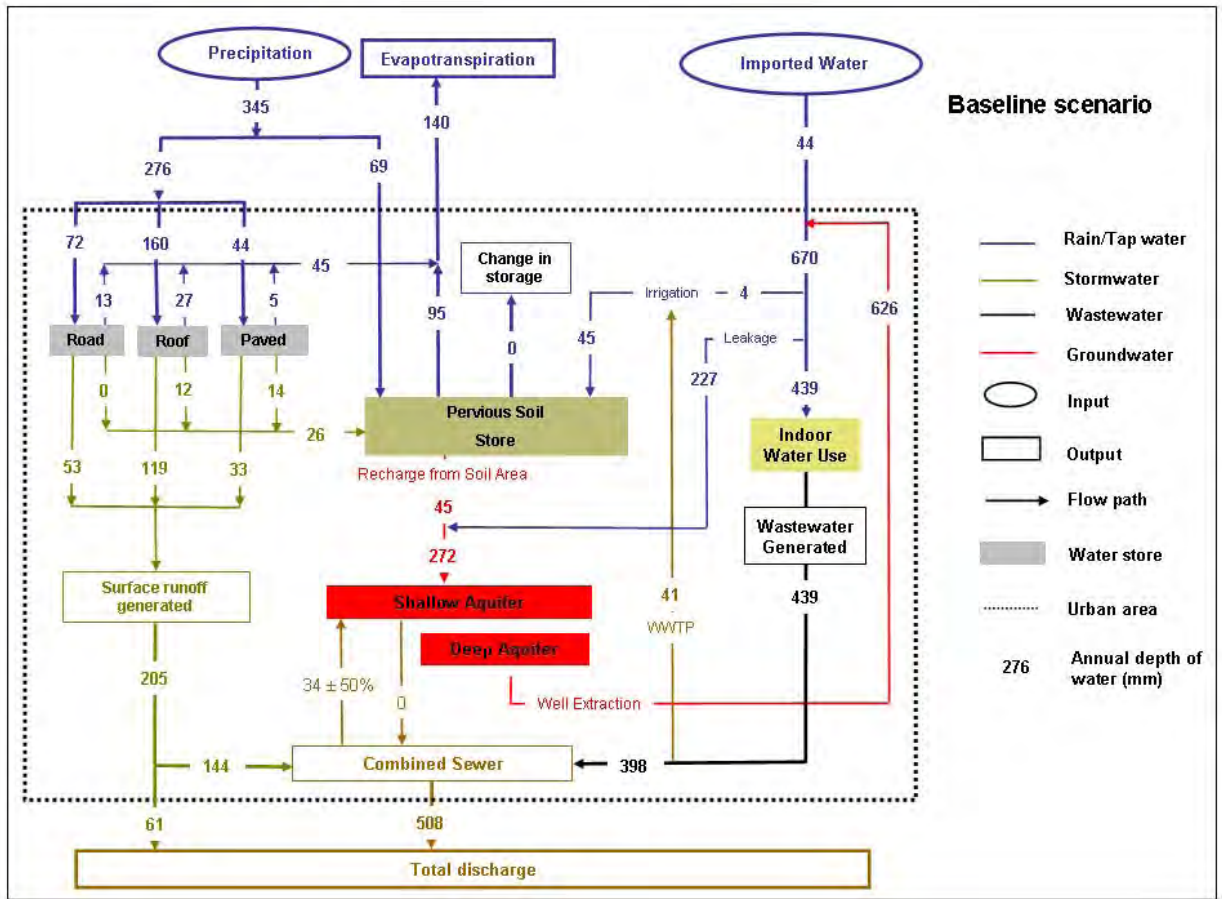 Precipitation
Evapotranspiration
Imported Water
Baseline scenario
345
140
44
276
69
72
160
44
45
Change in
storage
670
Irrigation
4
626
13
27
5
95
0
45
Leakage
227
439
Road
Roof
Paved
0
12
14
26
Pervious Soil
Store
Indoor
Water Use
53
119
33
Recharge from Soil Area
45
272
Wastewater
Generated
Surface runoff
generated
Shallow Aquifer
41
439
WWTP
Deep Aquifer
205
34 ± 50%
0
Well Extraction
144
Combined Sewer
398
61
508
Total discharge
Rain/Tap water
Stormwater
Wastewater
Groundwater
Input
Output
Flow path
Water store
Urban area
276
Annual depth of
water (mm)